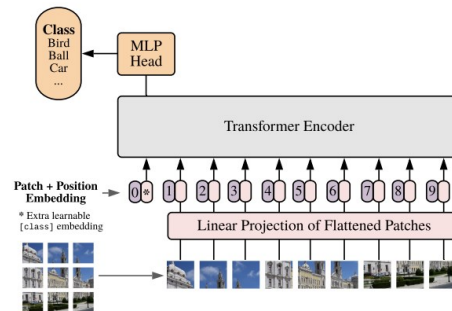 Class
Bird
Ball
Car
...
MLP
Head
Transformer Encoder
Patch + Position
Embedding
0 * 1 2 3 4 5 6 7 8 9
* Extra learnable
[class] embedding
Linear Projection of Flattened Patches